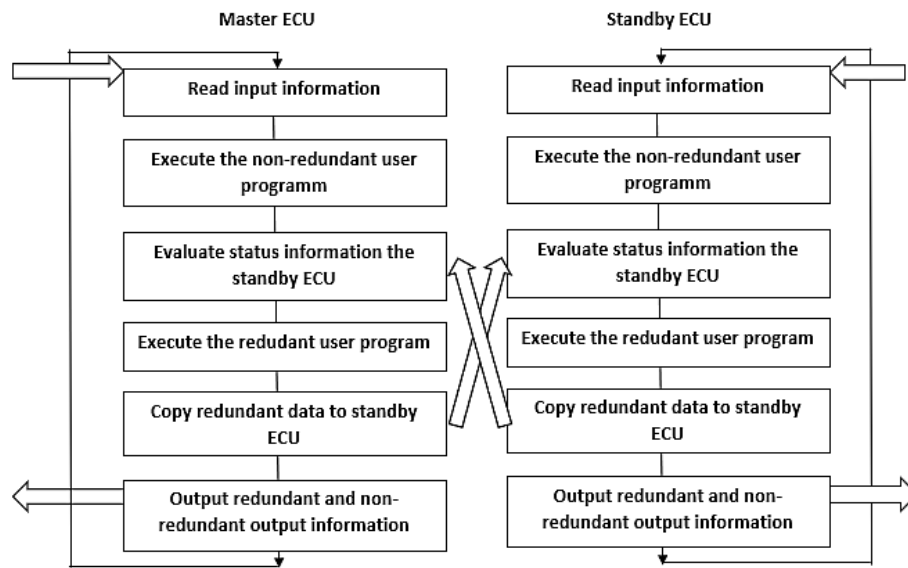 Master ECU
Read input information
Execute the non-redundant user
programm
Evaluate status information the
standby ECU
Execute the redudant user program
Copy redundant data to standby
ECU
Output redundant and non-
redundant output information
Standby ECU
Read input information
Execute the non-redundant user
programm
Evaluate status information the
standby ECU
Execute the redudant user program
Copy redundant data to standby
ECU
Output redundant and non-
redundant output information